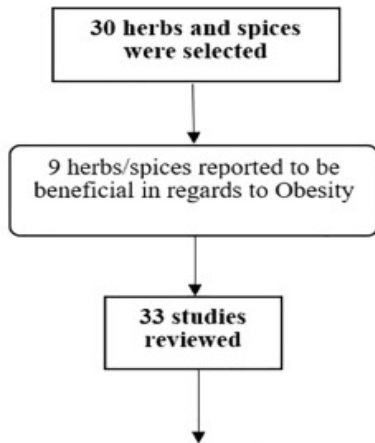 30 herbs and spices
were selected
9 herbs/spices reported to be
beneficial in regards to Obesity
33 studies
reviewed